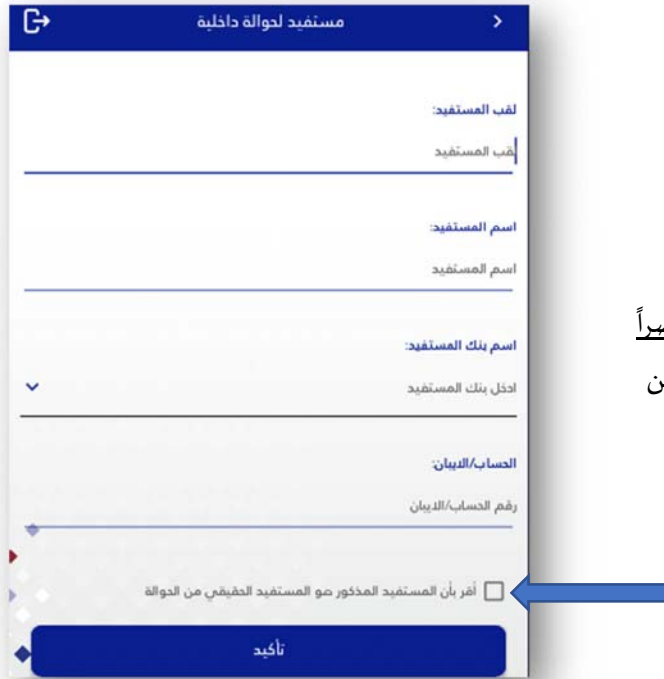 مستفيد لحوالة داخلية
لقب المستفيد:
لقب المستفيد
اسم المستفيد:
اسم المستفيد
اسم بنك المستفيد:
ادخل بنك المستفيد
الحساب/الايبان:
رقم الحساب/الايبان
أقر بأن المستفيد المذكور هو المستفيد الحقيقي من الحوالة
تأكيد